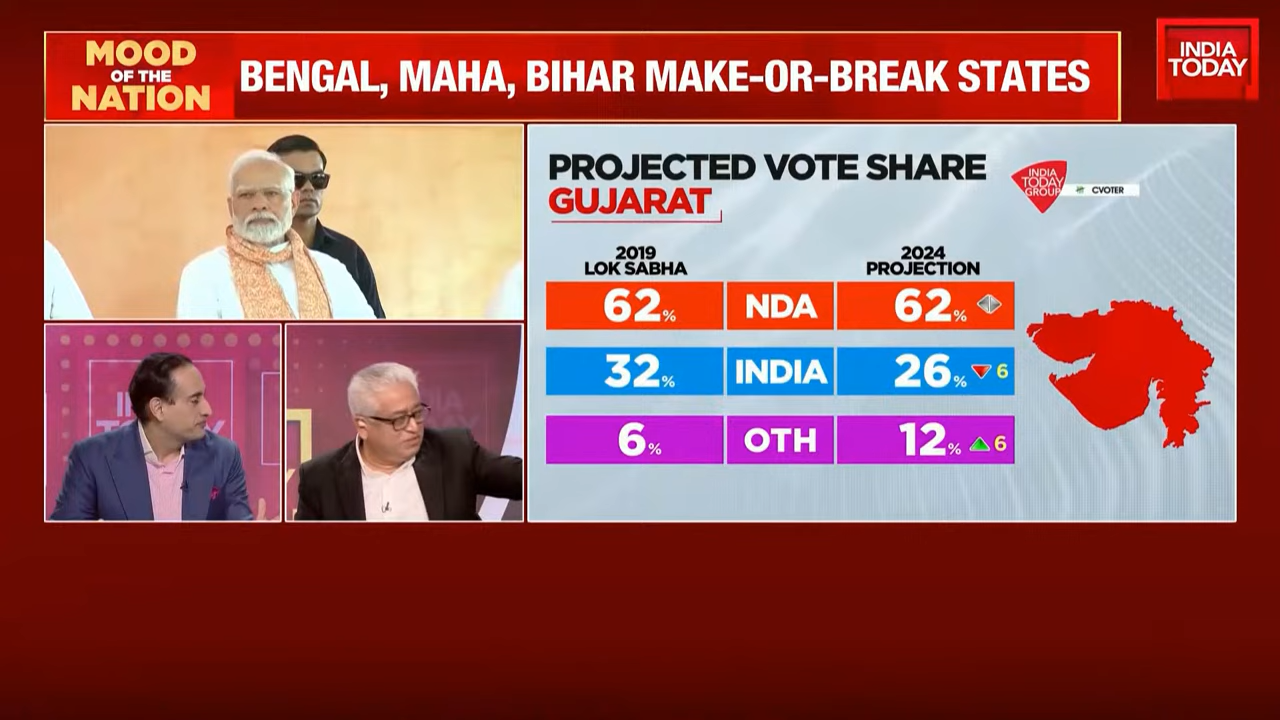 MOOD
OF THE
NATION
BENGAL, MAHA, BIHAR MAKE-OR-BREAK STATES
INDIA
TODAY
PROJECTED VOTE SHARE
GUJARAT
INDIA
TODAY
GROUP
CVOTER
2019
LOK SABHA
2024
PROJECTION
62% NDA 62%
32% INDIA 26% 6
6% OTH 12% 6